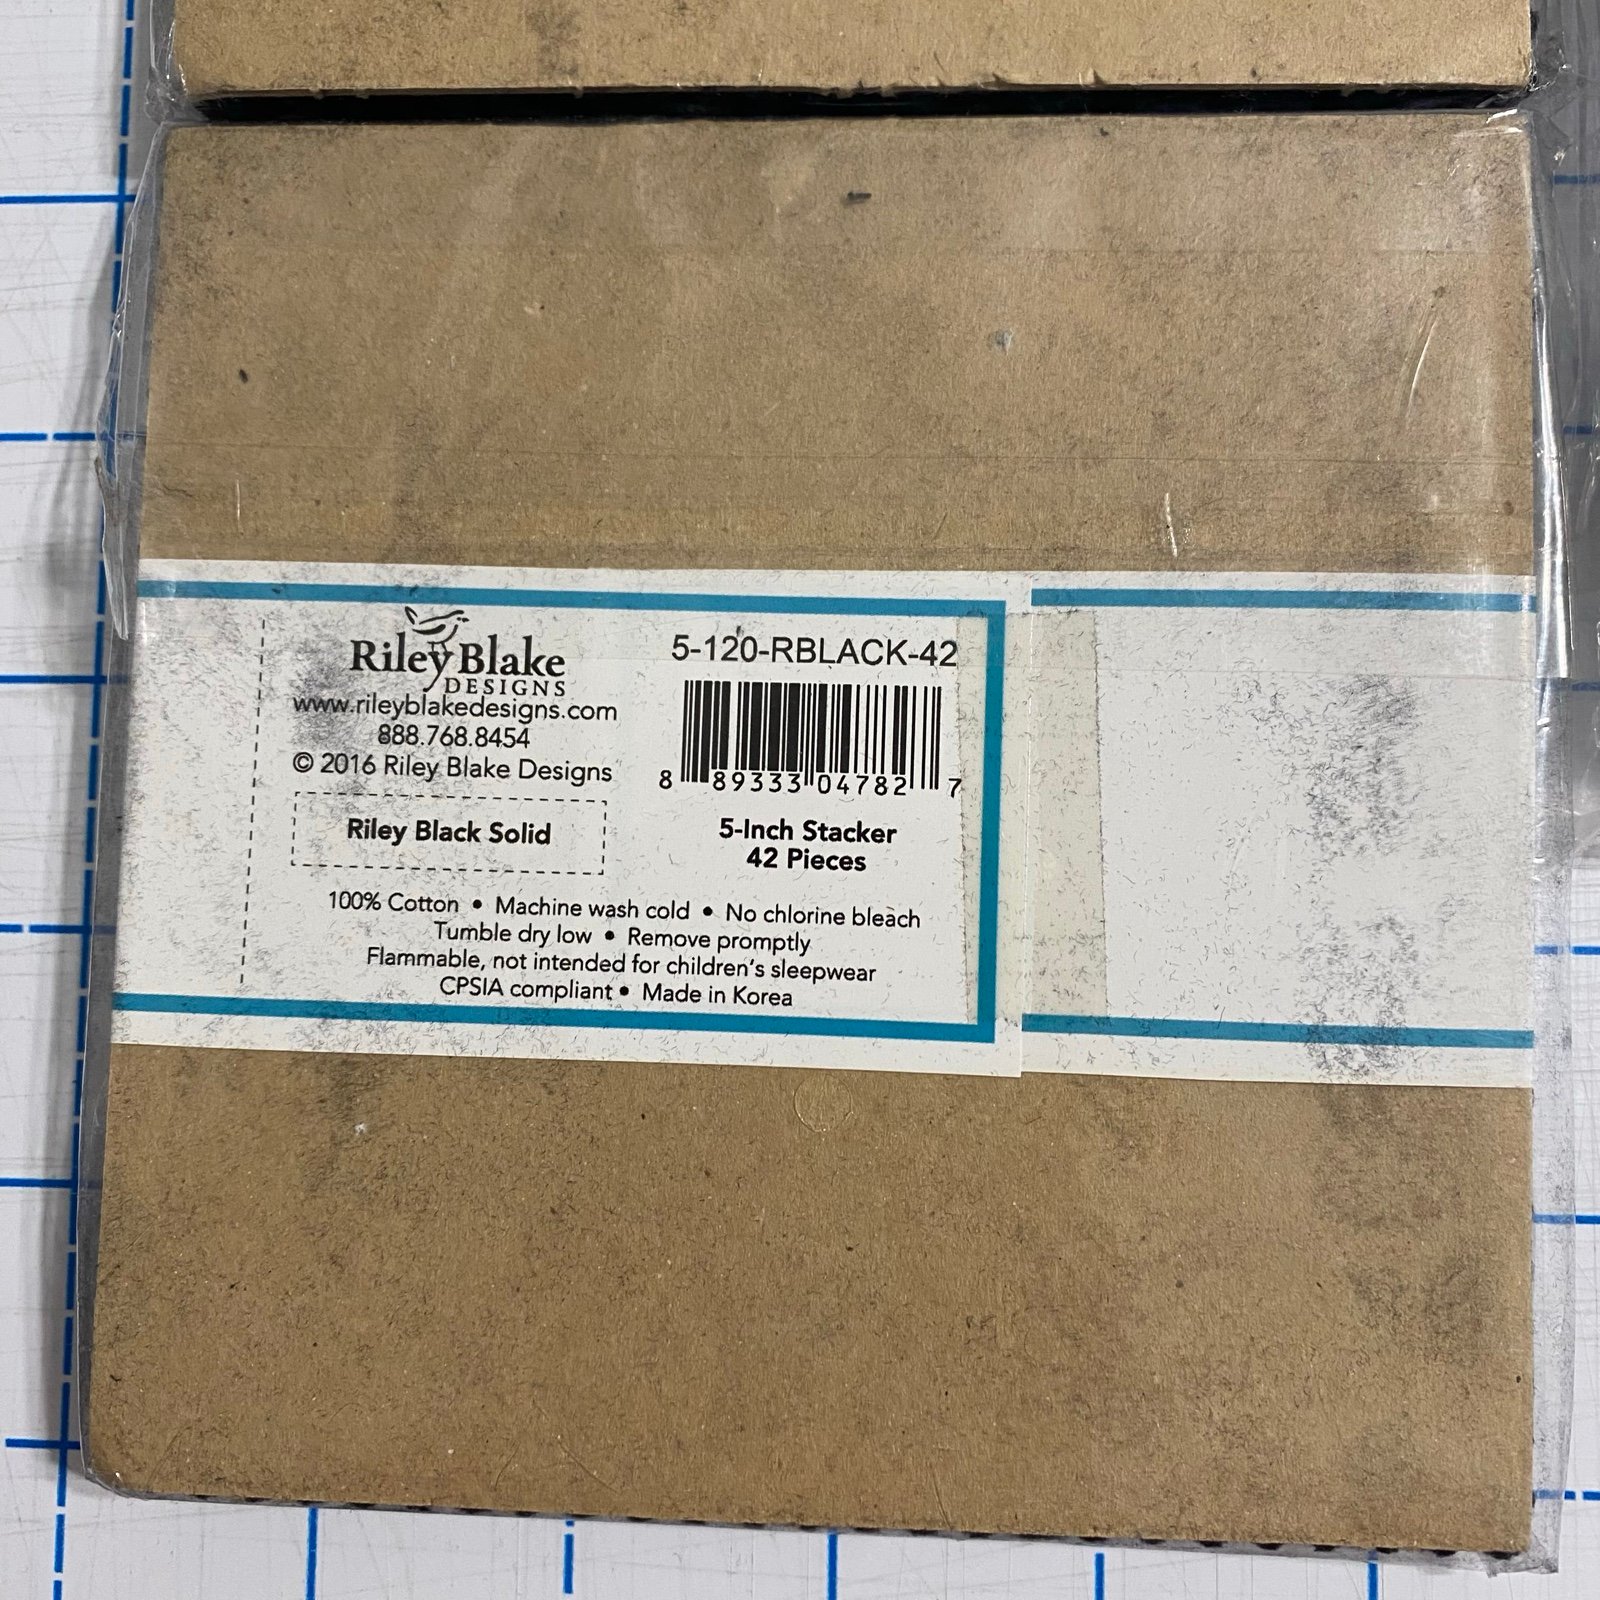 Riley Blake
DESIGNS
www.rileyblakedesigns.com
888.768.8454
© 2016 Riley Blake Designs
Riley Black Solid
5-120-RBLACK-42
8 89333 04782 7
5-Inch Stacker
42 Pieces
100% Cotton • Machine wash cold • No chlorine bleach
Tumble dry low • Remove promptly
Flammable, not intended for children's sleepwear
CPSIA compliant • Made in Korea